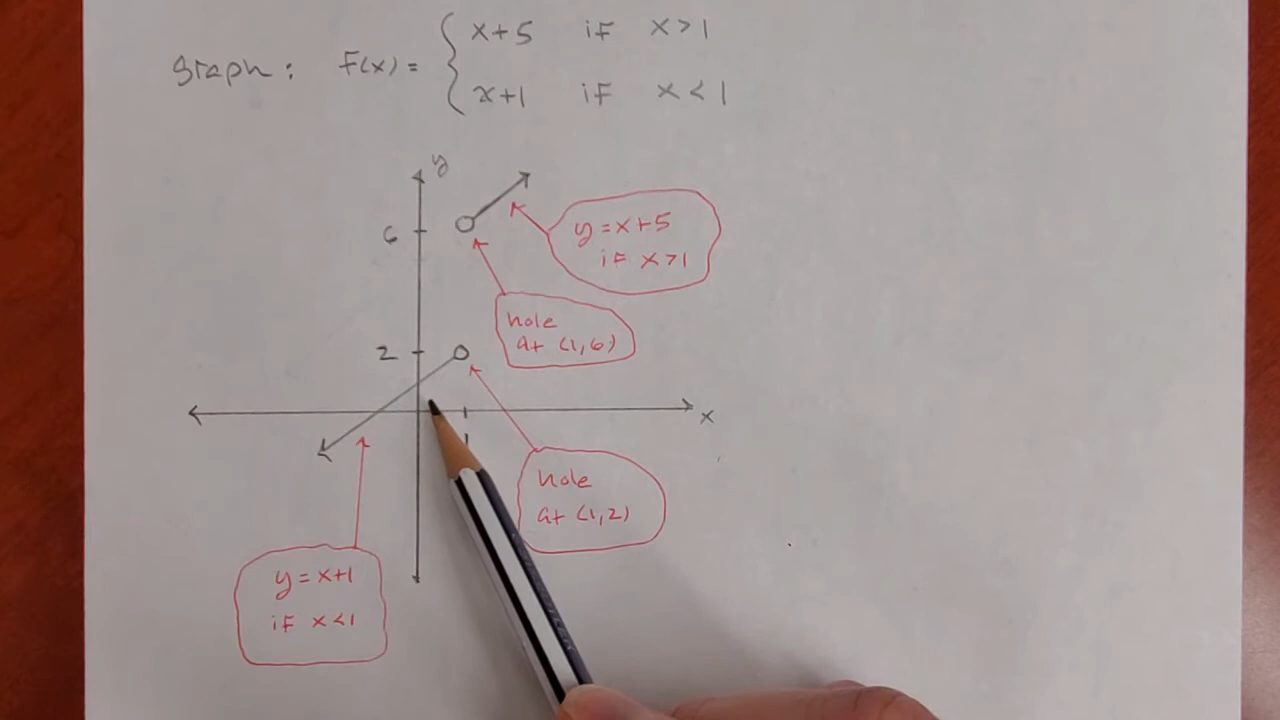 Graph: F(x) = { x+5 if x>1
x+1 if x<1
y
6
y=x+5
if x>1
hole
at (1,6)
2
x
1
hole
at (1,2)
y=x+1
if x<1